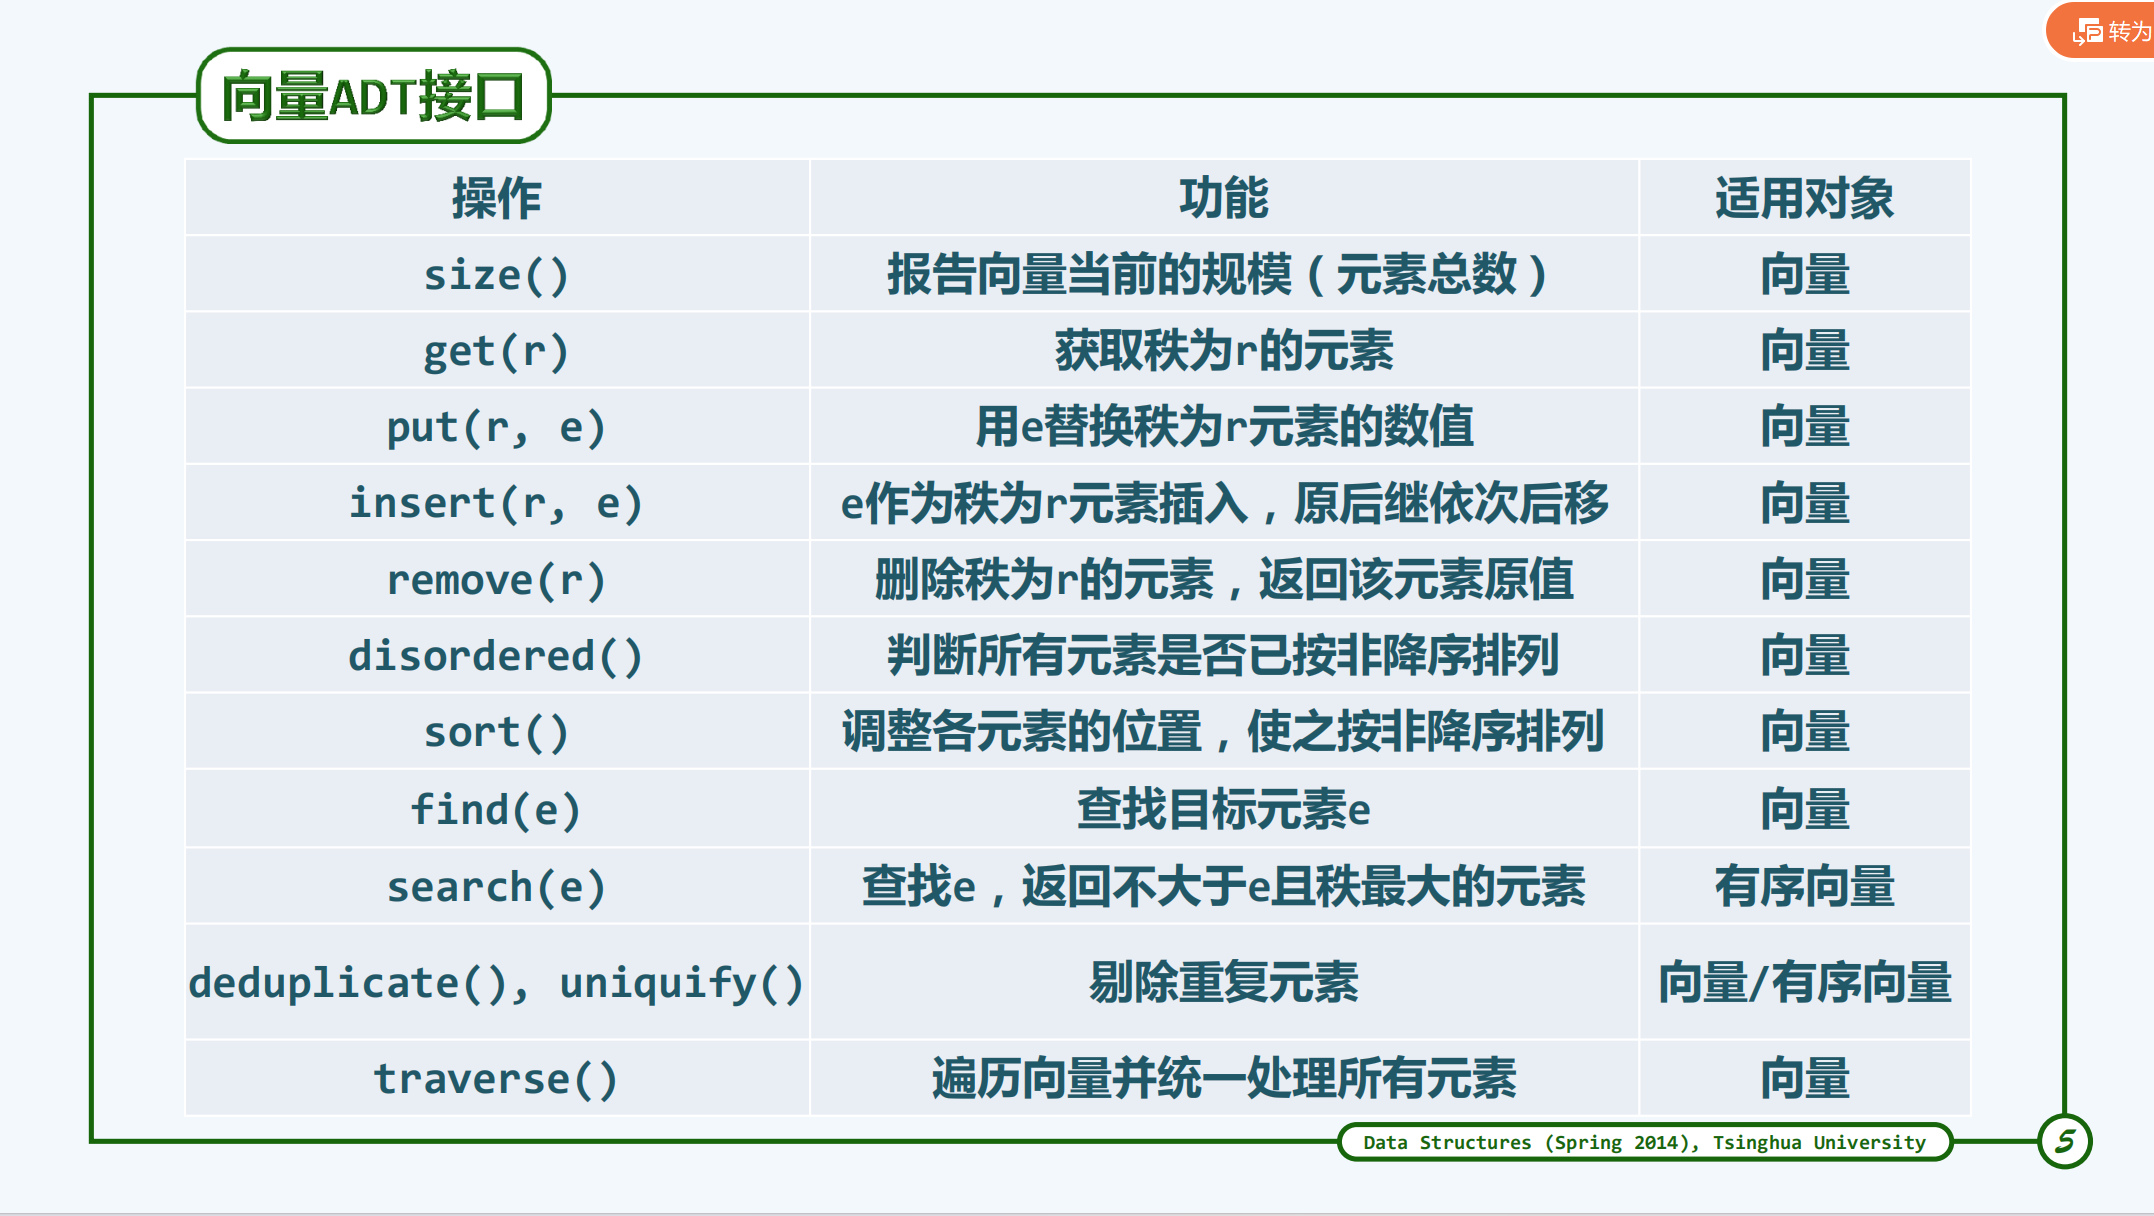 转为
向量ADT接口
操作 功能 适用对象
size() 报告向量当前的规模（元素总数） 向量
get(r) 获取秩为r的元素 向量
put(r, e) 用e替换秩为r元素的数值 向量
insert(r, e) e作为秩为r元素插入，原后继依次后移 向量
remove(r) 删除秩为r的元素，返回该元素原值 向量
disordered() 判断所有元素是否已按非降序排列 向量
sort() 调整各元素的位置，使之按非降序排列 向量
find(e) 查找目标元素e 向量
search(e) 查找e，返回不大于e且秩最大的元素 有序向量
deduplicate(), uniquify() 剔除重复元素 向量/有序向量
traverse() 遍历向量并统一处理所有元素 向量
Data Structures (Spring 2014), Tsinghua University
5